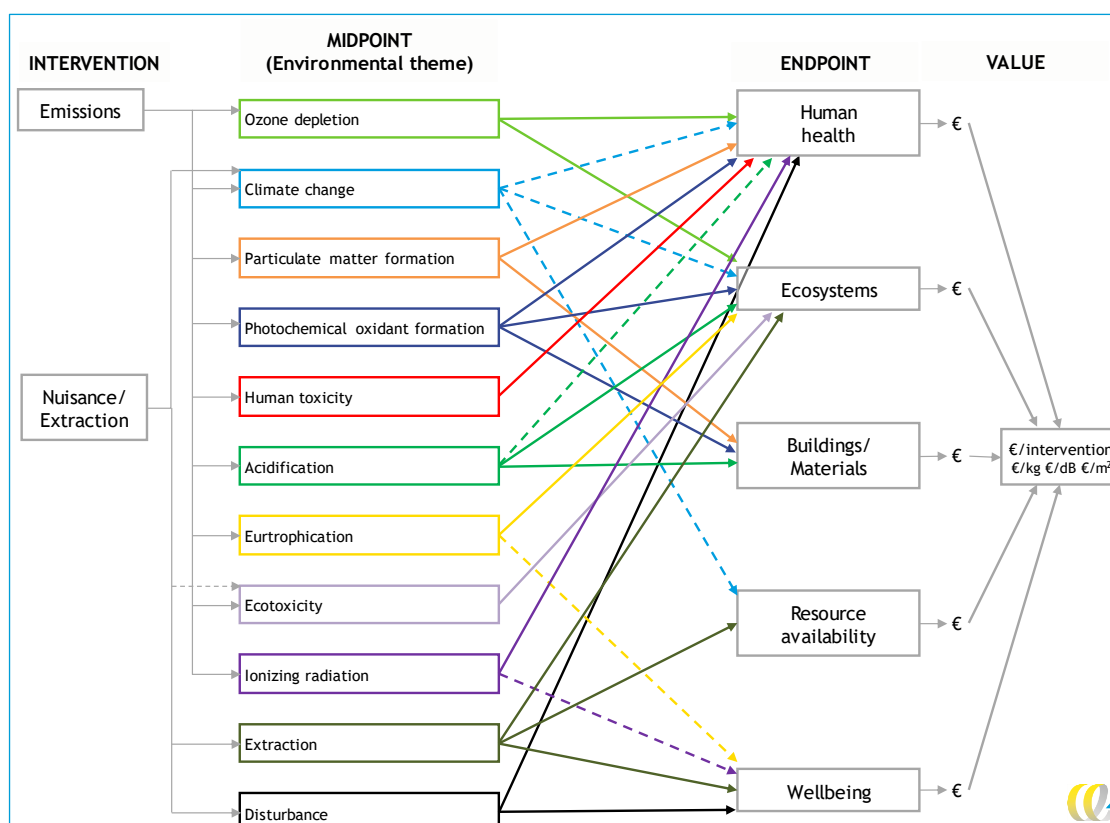 INTERVENTION
MIDPOINT
(Environmental theme)
ENDPOINT
VALUE
Emissions
Nuisance/
Extraction
Ozone depletion
Climate change
Particulate matter formation
Photochemical oxidant formation
Human toxicity
Acidification
Eurtrophication
Ecotoxicity
Ionizing radiation
Extraction
Disturbance
Human
health
Ecosystems
Buildings/
Materials
Resource
availability
Wellbeing
€
€
€
€
€
€/intervention
€/kg €/dB €/m²